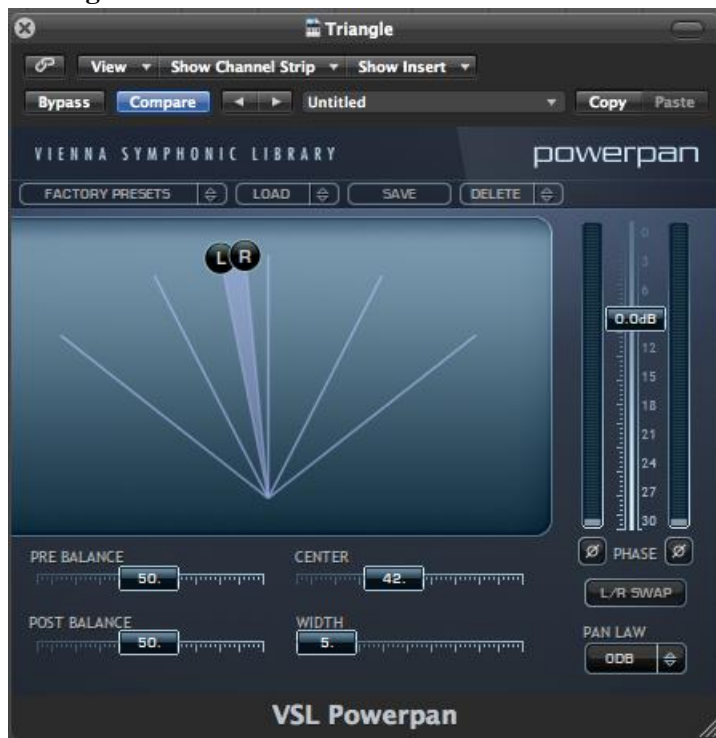 Triangle
View Show Channel Strip Show Insert
Bypass Compare Untitled Copy Paste
VIENNA SYMPHONIC LIBRARY powerpan
FACTORY PRESETS LOAD SAVE DELETE
L R
0
3
6
0.0dB
12
15
18
21
24
27
30
Ø PHASE Ø
PRE BALANCE CENTER
50. 42.
L/R SWAP
POST BALANCE WIDTH
50. 5.
PAN LAW
0DB
VSL Powerpan